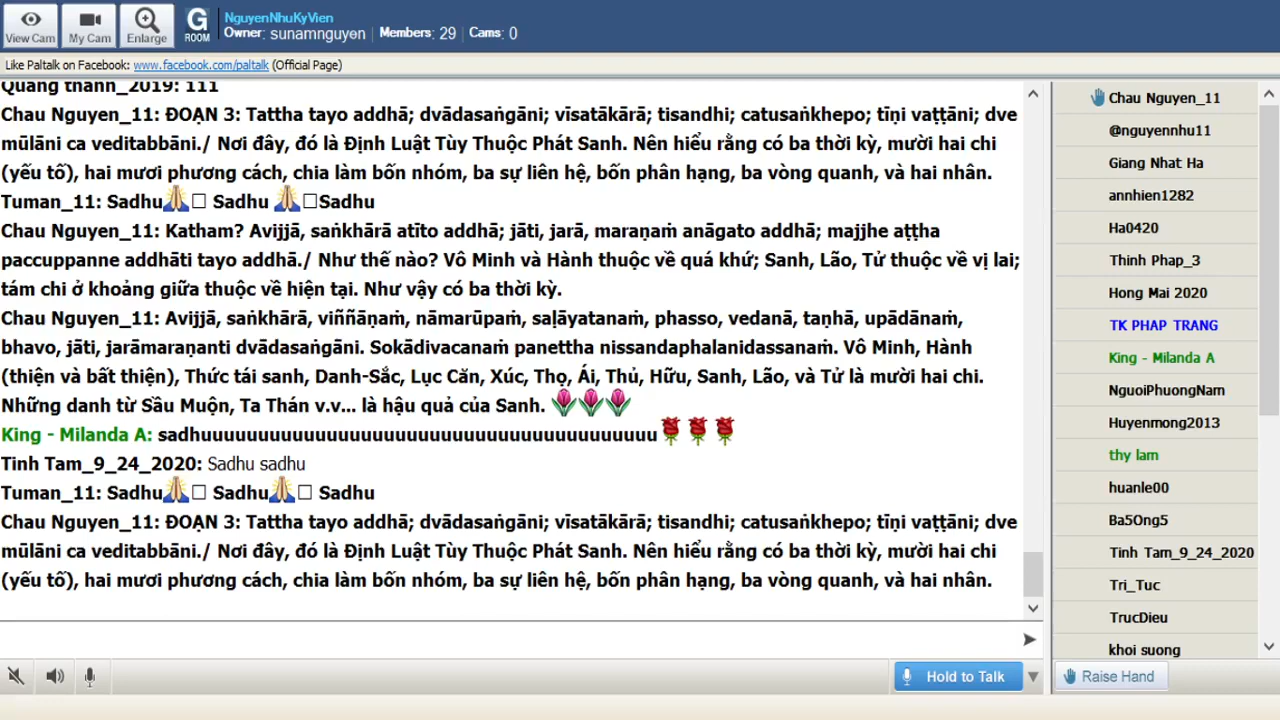 View Cam
My Cam
Enlarge
G
ROOM
NguyenNhuKyVien
Owner: sunamnguyen | Members: 29 | Cams: 0
Like Paltalk on Facebook: www.facebook.com/paltalk (Official Page)
Quang thanh_2019: 111
Chau Nguyen_11: ĐOẠN 3: Tattha tayo addhā; dvādasaṅgāni; vīsatākārā; tisandhi; catusaṅkhepo; tīṇi vaṭṭāni; dve
mūlāni ca veditabbāni./ Nơi đây, đó là Định Luật Tùy Thuộc Phát Sanh. Nên hiểu rằng có ba thời kỳ, mười hai chi
(yếu tố), hai mươi phương cách, chia làm bốn nhóm, ba sự liên hệ, bốn phân hạng, ba vòng quanh, và hai nhân.
Tuman_11: Sadhu🙏□ Sadhu 🙏□Sadhu
Chau Nguyen_11: Katham? Avijjā, saṅkhārā atīto addhā; jāti, jarā, maraṇaṁ anāgato addhā; majjhe aṭṭha
paccuppanne addhāti tayo addhā./ Như thế nào? Vô Minh và Hành thuộc về quá khứ; Sanh, Lão, Tử thuộc về vị lai;
tám chi ở khoảng giữa thuộc về hiện tại. Như vậy có ba thời kỳ.
Chau Nguyen_11: Avijjā, saṅkhārā, viññāṇaṁ, nāmarūpaṁ, saḷāyatanaṁ, phasso, vedanā, taṇhā, upādānaṁ,
bhavo, jāti, jarāmaraṇanti dvādasaṅgāni. Sokādivacanaṁ panettha nissandaphalanidassanaṁ. Vô Minh, Hành
(thiện và bất thiện), Thức tái sanh, Danh-Sắc, Lục Căn, Xúc, Thọ, Ái, Thủ, Hữu, Sanh, Lão, và Tử là mười hai chi.
Những danh từ Sầu Muộn, Ta Thán v.v... là hậu quả của Sanh. 🌷🌷🌷
King - Milanda A: sadhuuuuuuuuuuuuuuuuuuuuuuuuuuuuuuuuuuuuuuuu🌹🌹🌹
Tinh Tam_9_24_2020: Sadhu sadhu
Tuman_11: Sadhu🙏□ Sadhu🙏□ Sadhu
Chau Nguyen_11: ĐOẠN 3: Tattha tayo addhā; dvādasaṅgāni; vīsatākārā; tisandhi; catusaṅkhepo; tīṇi vaṭṭāni; dve
mūlāni ca veditabbāni./ Nơi đây, đó là Định Luật Tùy Thuộc Phát Sanh. Nên hiểu rằng có ba thời kỳ, mười hai chi
(yếu tố), hai mươi phương cách, chia làm bốn nhóm, ba sự liên hệ, bốn phân hạng, ba vòng quanh, và hai nhân.
Chau Nguyen_11
@nguyennhu11
Giang Nhat Ha
annhien1282
Ha0420
Thinh Phap_3
Hong Mai 2020
TK PHAP TRANG
King - Milanda A
NguoiPhuongNam
Huyenmong2013
thy lam
huanle00
Ba5Ong5
Tinh Tam_9_24_2020
Tri_Tuc
TrucDieu
khoi suong
Hold to Talk
Raise Hand